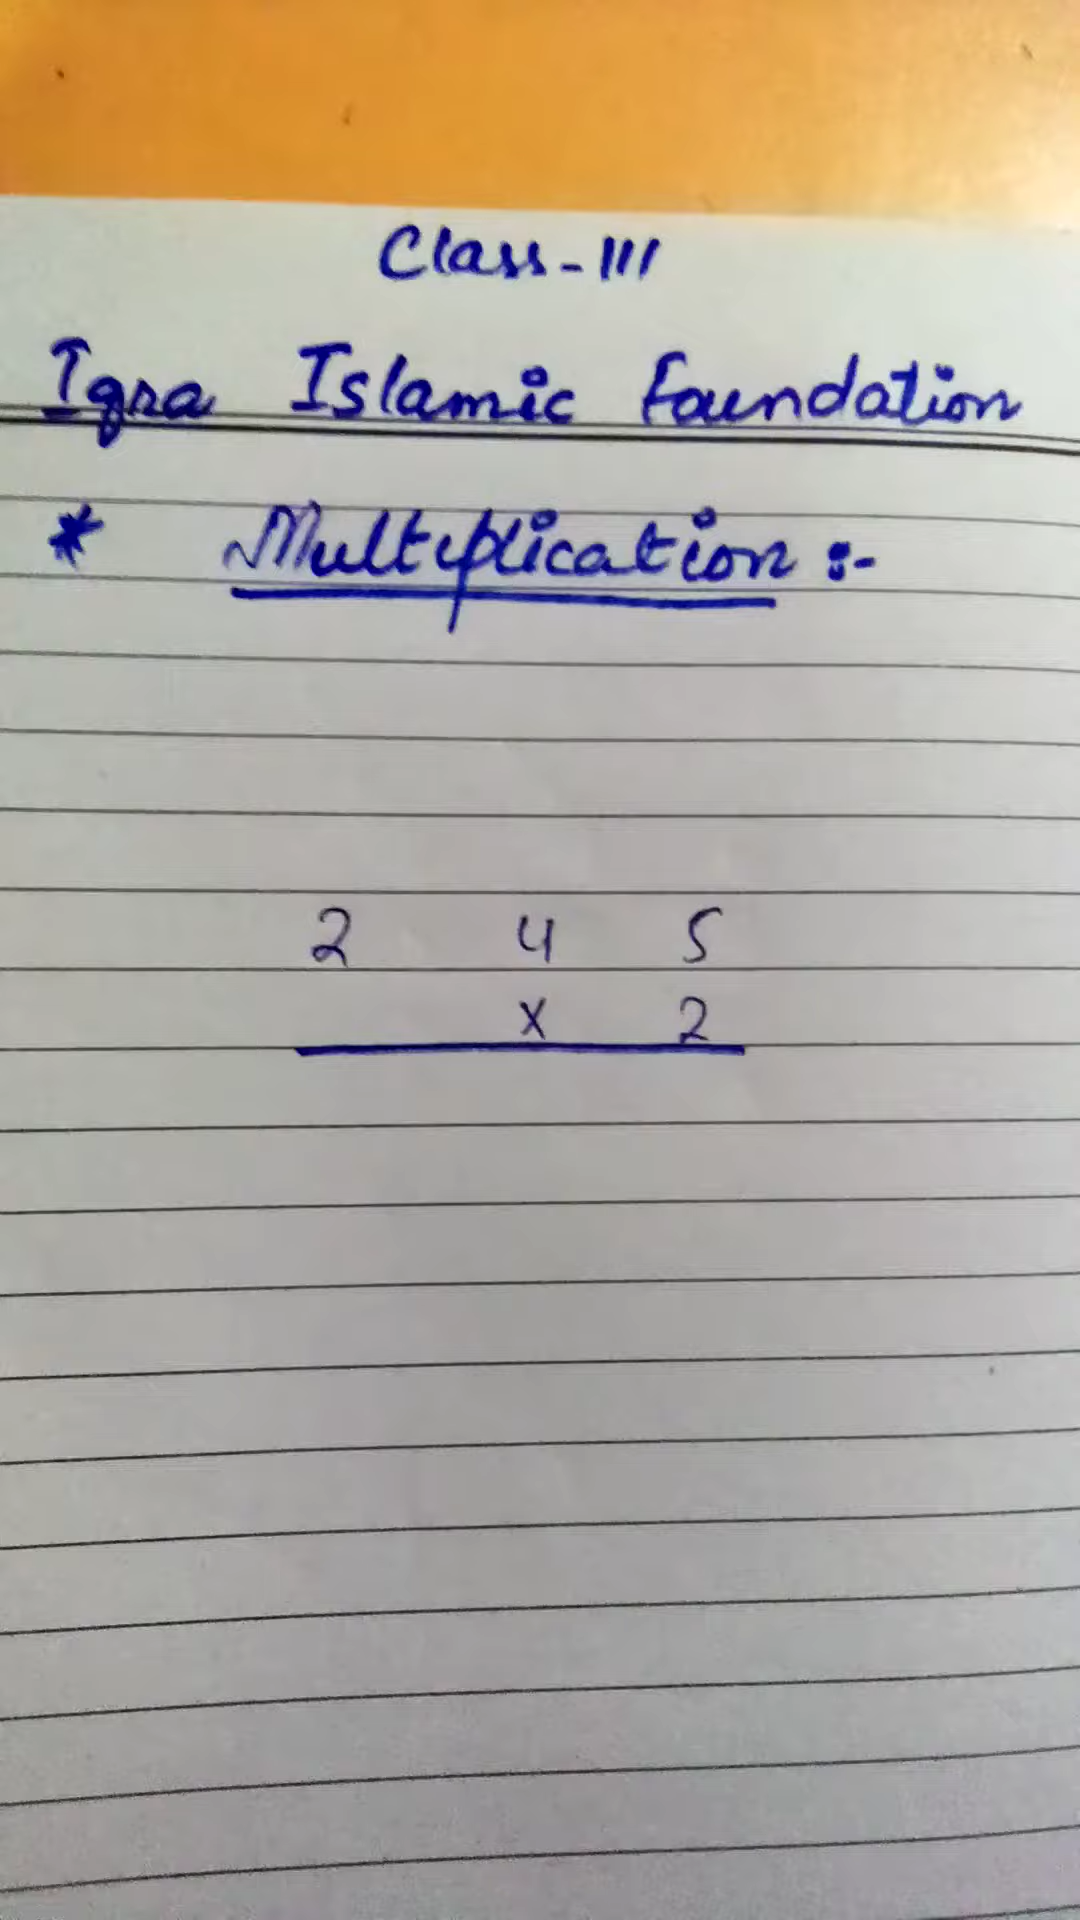 Class-III
Iqra Islamic Foundation
* Multiplication :-
2 4 5
x 2